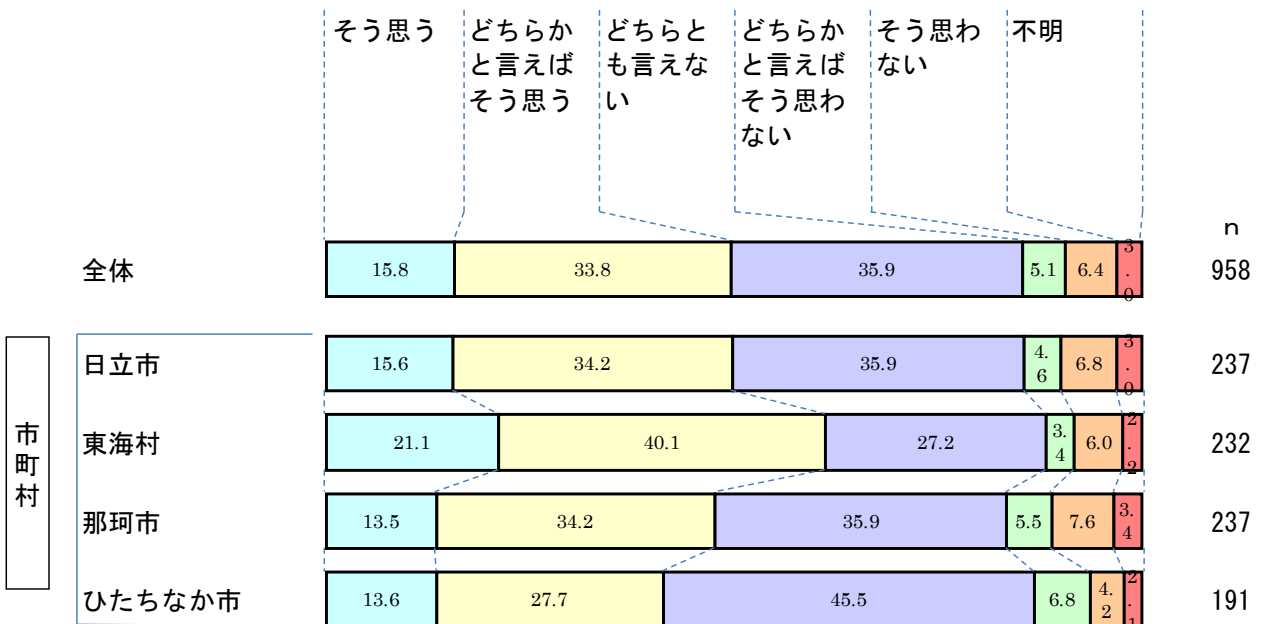 そう思う
どちらか
と言えば
そう思う
どちらと
も言えな
い
どちらか
と言えば
そう思わ
ない
そう思わ
ない
不明
n
全体 15.8 33.8 35.9 5.1 6.4 3.0 958
市町村
日立市 15.6 34.2 35.9 4.6 6.8 3.0 237
東海村 21.1 40.1 27.2 3.4 6.0 2.2 232
那珂市 13.5 34.2 35.9 5.5 7.6 3.4 237
ひたちなか市 13.6 27.7 45.5 6.8 4.2 2.1 191